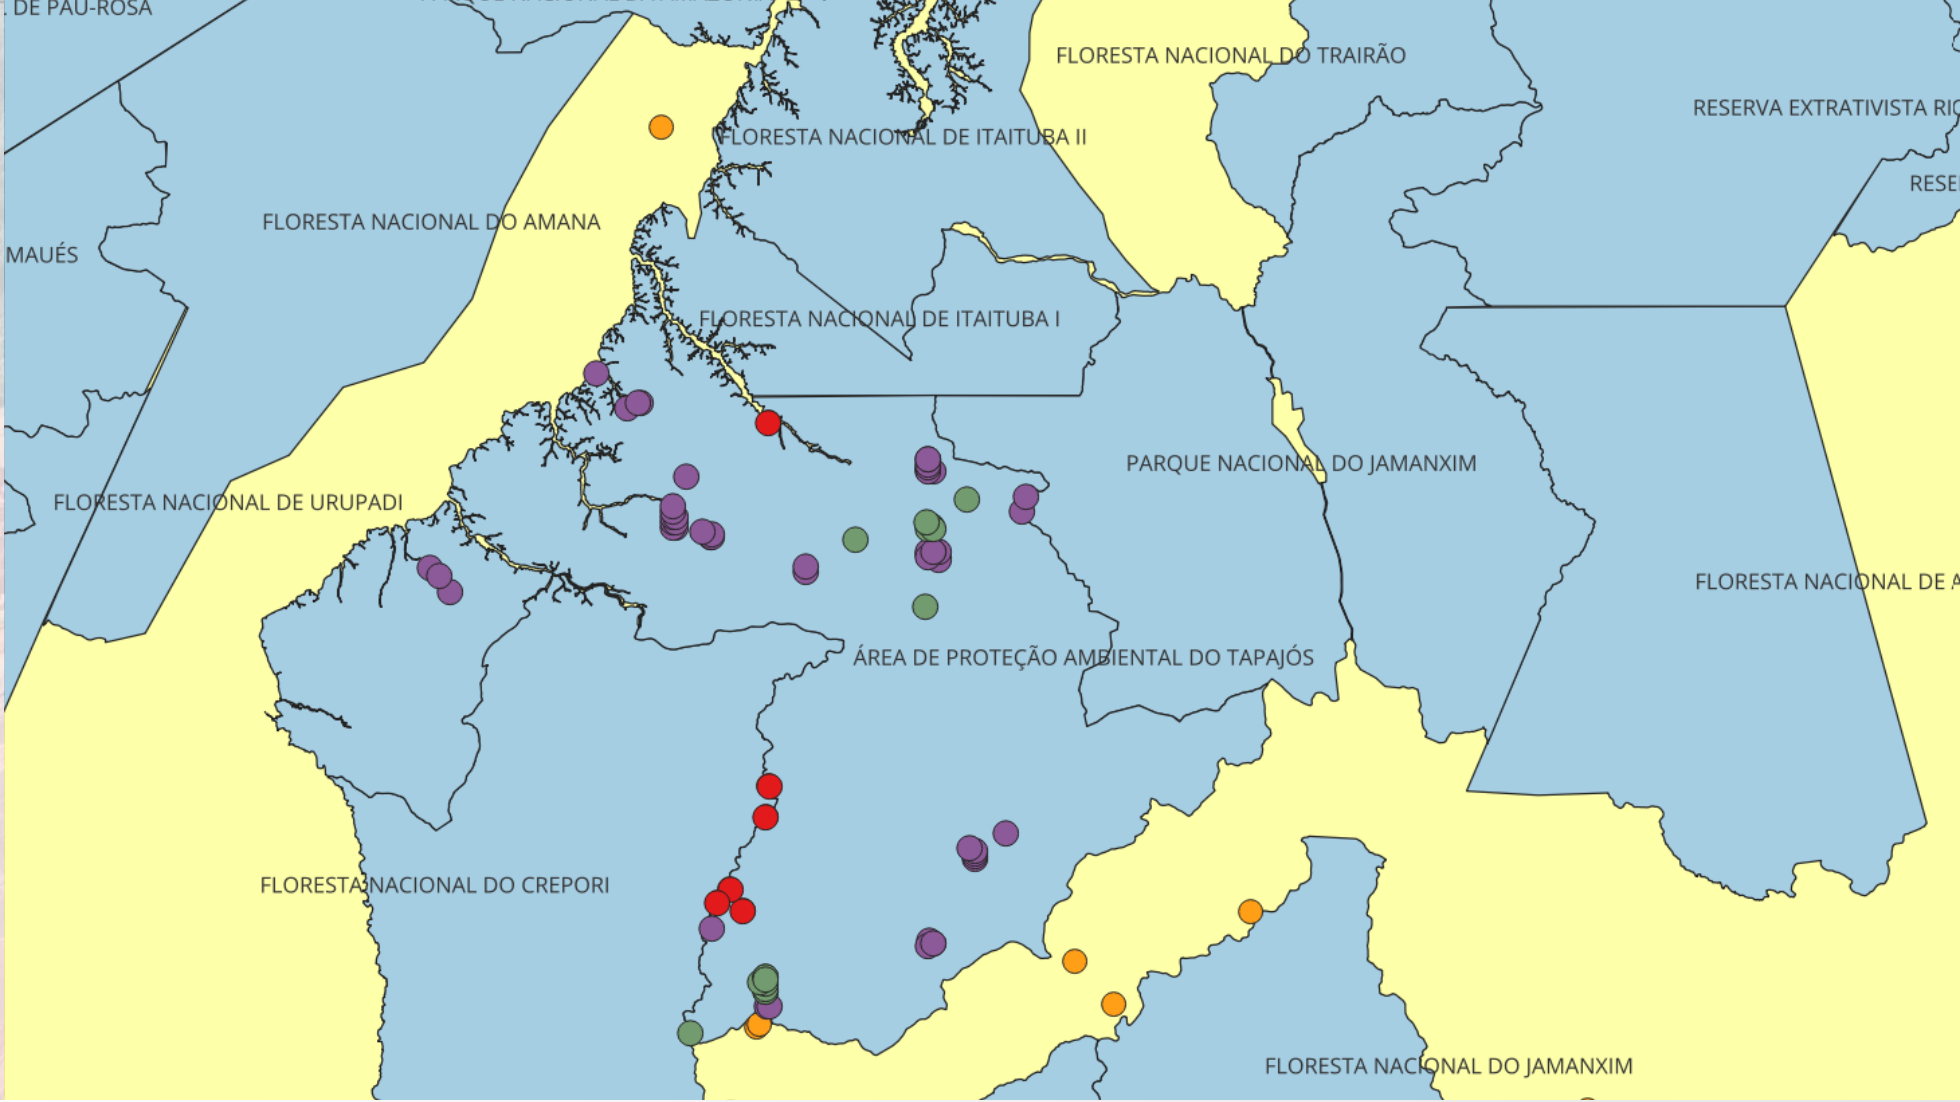 DE PAU-ROSA
FLORESTA NACIONAL DO TRAIRÃO
RESERVA EXTRATIVISTA RIO
FLORESTA NACIONAL DE ITAITUBA II
RESE
FLORESTA NACIONAL DO AMANA
MAUÉS
FLORESTA NACIONAL DE ITAITUBA I
PARQUE NACIONAL DO JAMANXIM
FLORESTA NACIONAL DE URUPADI
FLORESTA NACIONAL DE A
ÁREA DE PROTEÇÃO AMBIENTAL DO TAPAJÓS
FLORESTA NACIONAL DO CREPORI
FLORESTA NACIONAL DO JAMANXIM